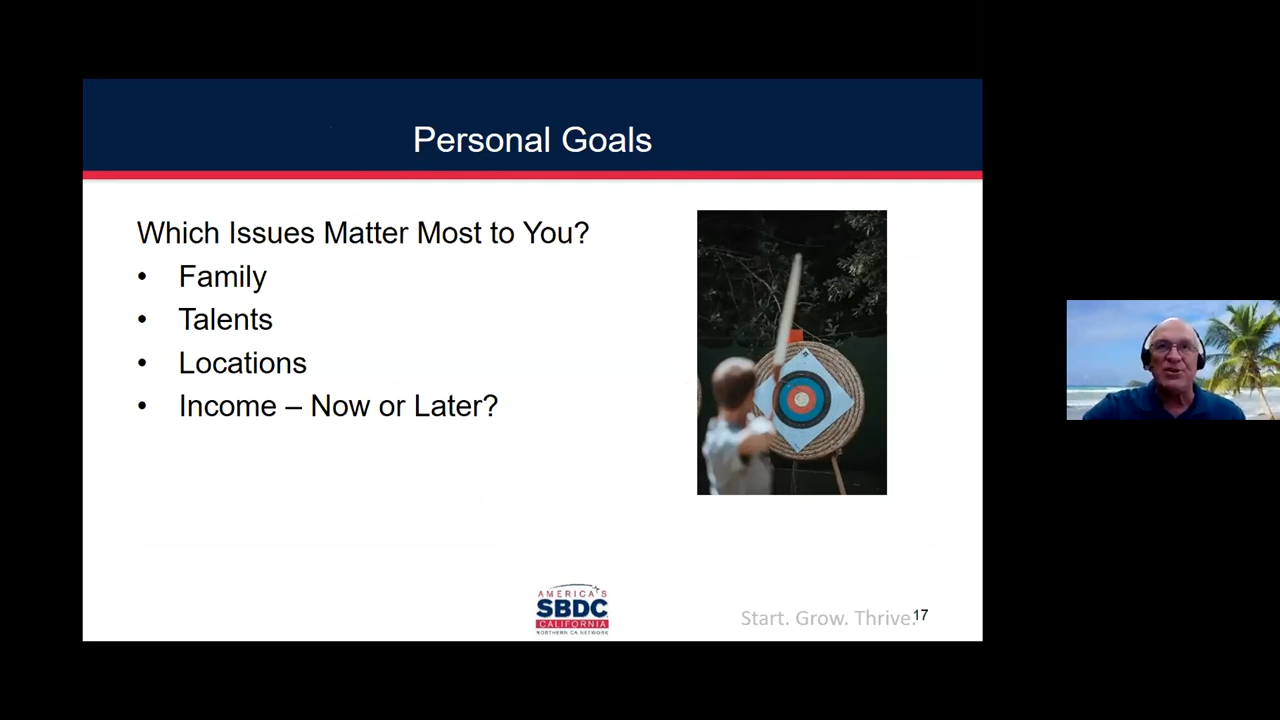 Personal Goals
Which Issues Matter Most to You?
• Family
• Talents
• Locations
• Income – Now or Later?
AMERICA'S
SBDC
CALIFORNIA
NORTHERN CA NETWORK
Start. Grow. Thrive.
17